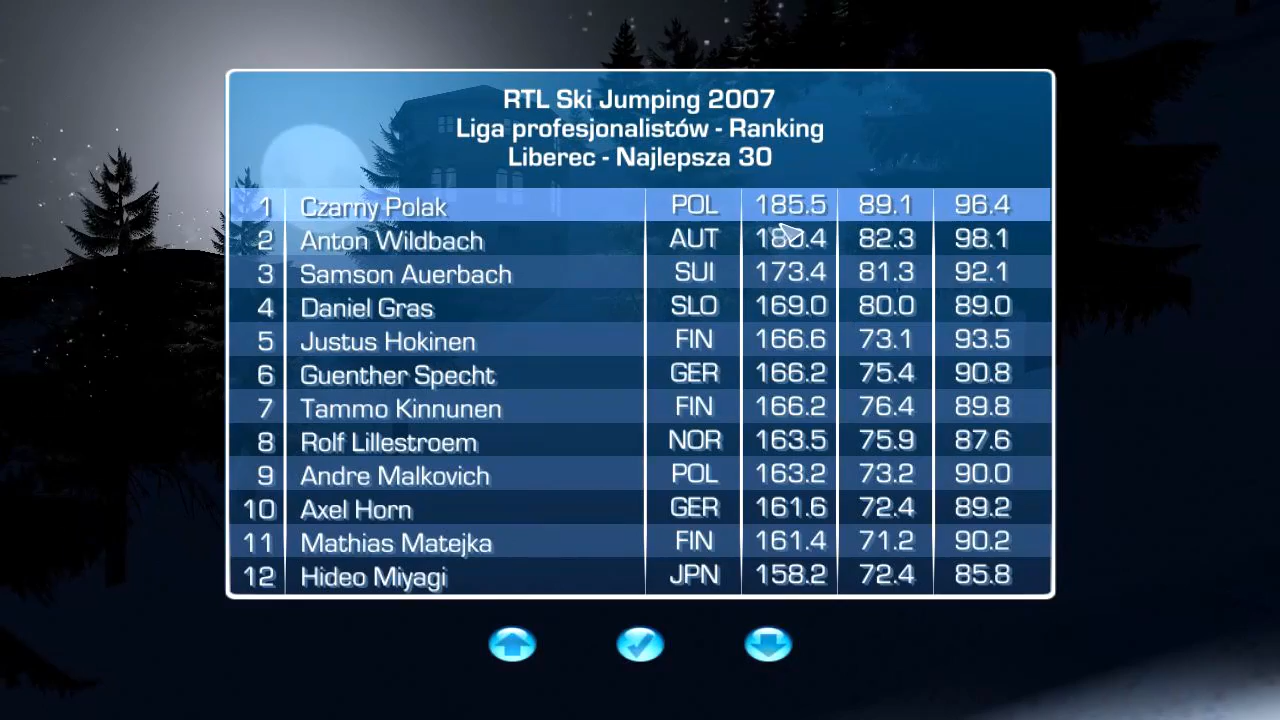 RTL Ski Jumping 2007
Liga profesjonalistów - Ranking
Liberec - Najlepsza 30
1 Czarny Polak POL 185.5 89.1 96.4
2 Anton Wildbach AUT 180.4 82.3 98.1
3 Samson Auerbach SUI 173.4 81.3 92.1
4 Daniel Gras SLO 169.0 80.0 89.0
5 Justus Hokinen FIN 166.6 73.1 93.5
6 Guenther Specht GER 166.2 75.4 90.8
7 Tammo Kinnunen FIN 166.2 76.4 89.8
8 Rolf Lillestroem NOR 163.5 75.9 87.6
9 Andre Malkovich POL 163.2 73.2 90.0
10 Axel Horn GER 161.6 72.4 89.2
11 Mathias Matejka FIN 161.4 71.2 90.2
12 Hideo Miyagi JPN 158.2 72.4 85.8